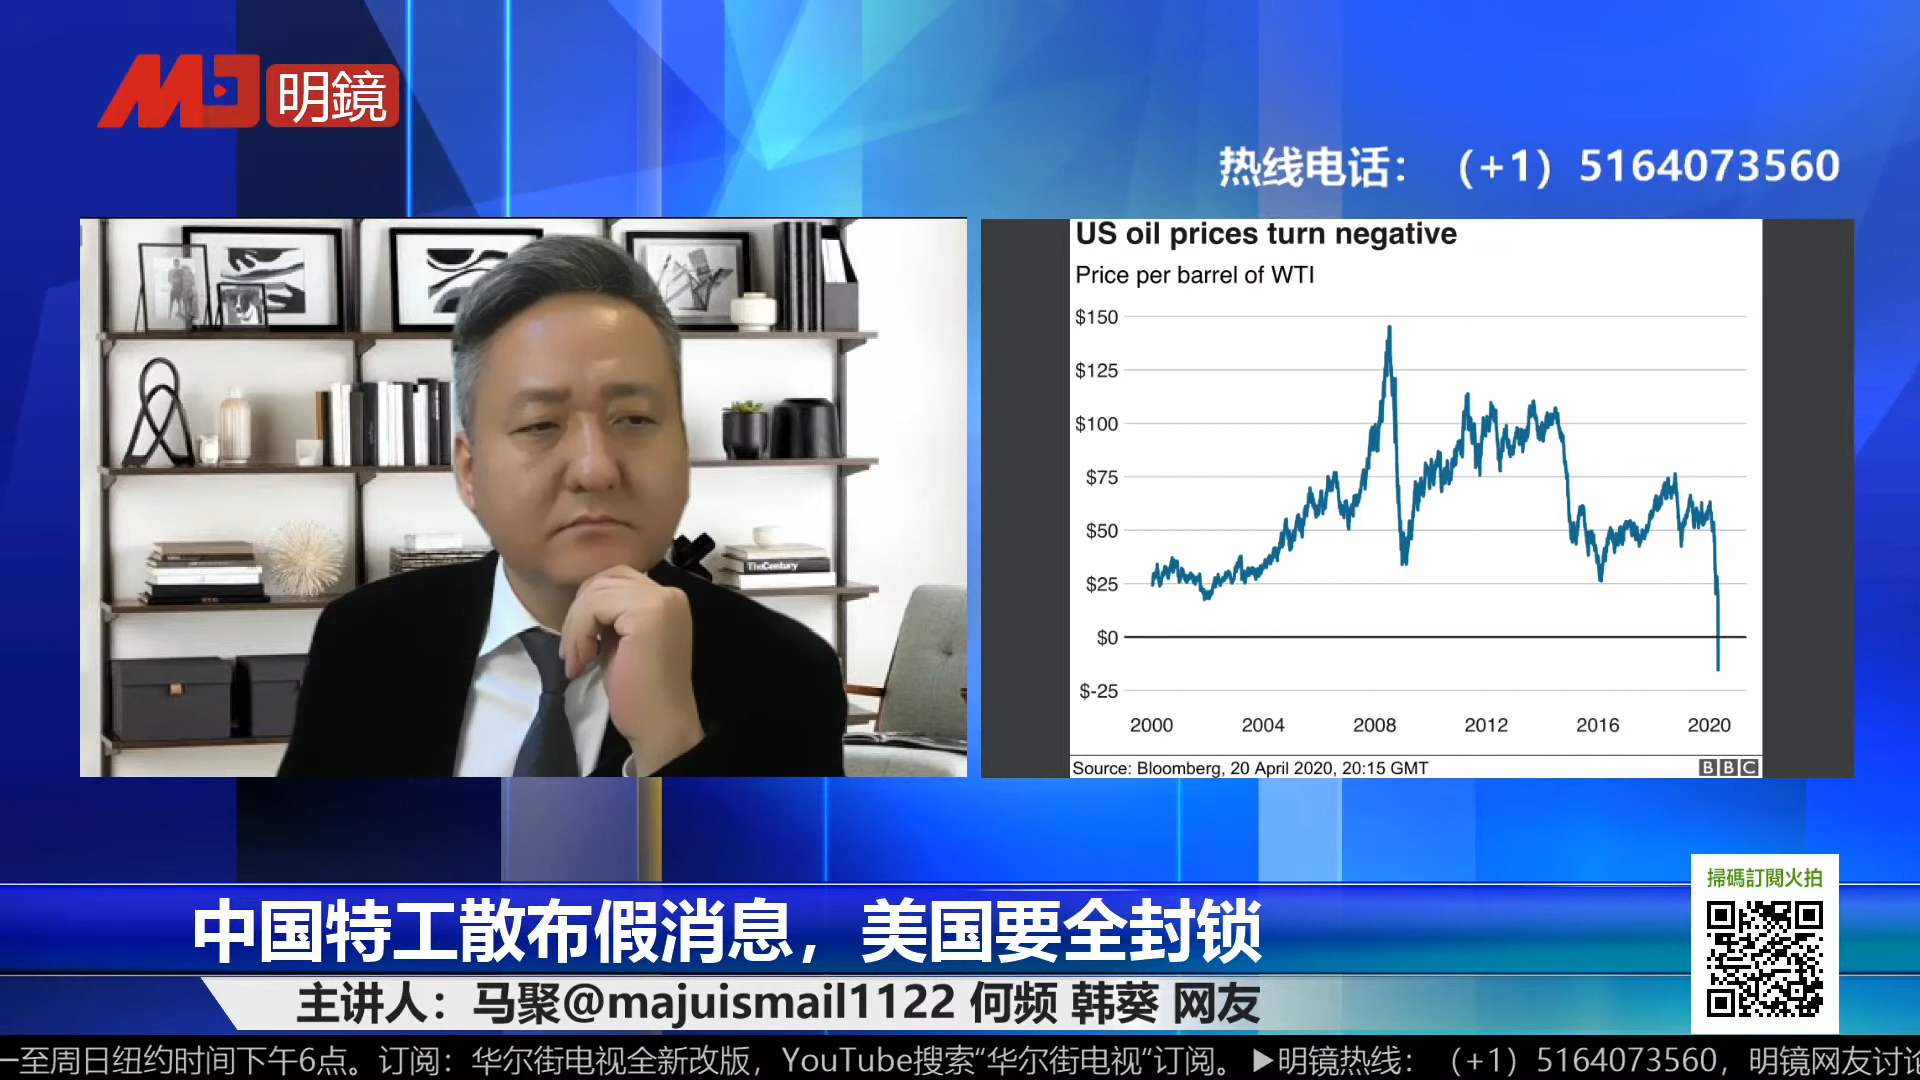 MJ 明鏡
热线电话： （+1）5164073560
US oil prices turn negative
Price per barrel of WTI
$150
$125
$100
$75
$50
$25
$0
$-25
2000 2004 2008 2012 2016 2020
Source: Bloomberg, 20 April 2020, 20:15 GMT
BBC
TheCentury
掃碼訂閱火拍
中国特工散布假消息，美国要全封锁
主讲人：马聚@majuismail1122 何频 韩葵 网友
一至周日纽约时间下午6点。订阅：华尔街电视全新改版，YouTube搜索“华尔街电视“订阅。▶明镜热线：（+1）5164073560，明镜网友讨论